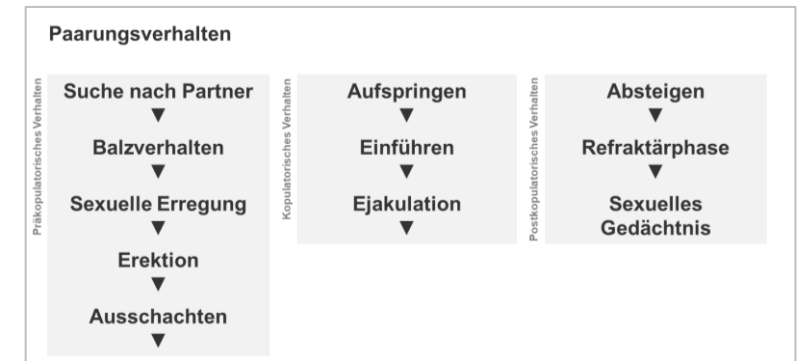 Paarungsverhalten
Präkopulatorisches Verhalten
Suche nach Partner
▼
Balzverhalten
▼
Sexuelle Erregung
▼
Erektion
▼
Ausschachten
▼
Kopulatorisches Verhalten
Aufspringen
▼
Einführen
▼
Ejakulation
▼
Postkopulatorisches Verhalten
Absteigen
▼
Refraktärphase
▼
Sexuelles
Gedächtnis